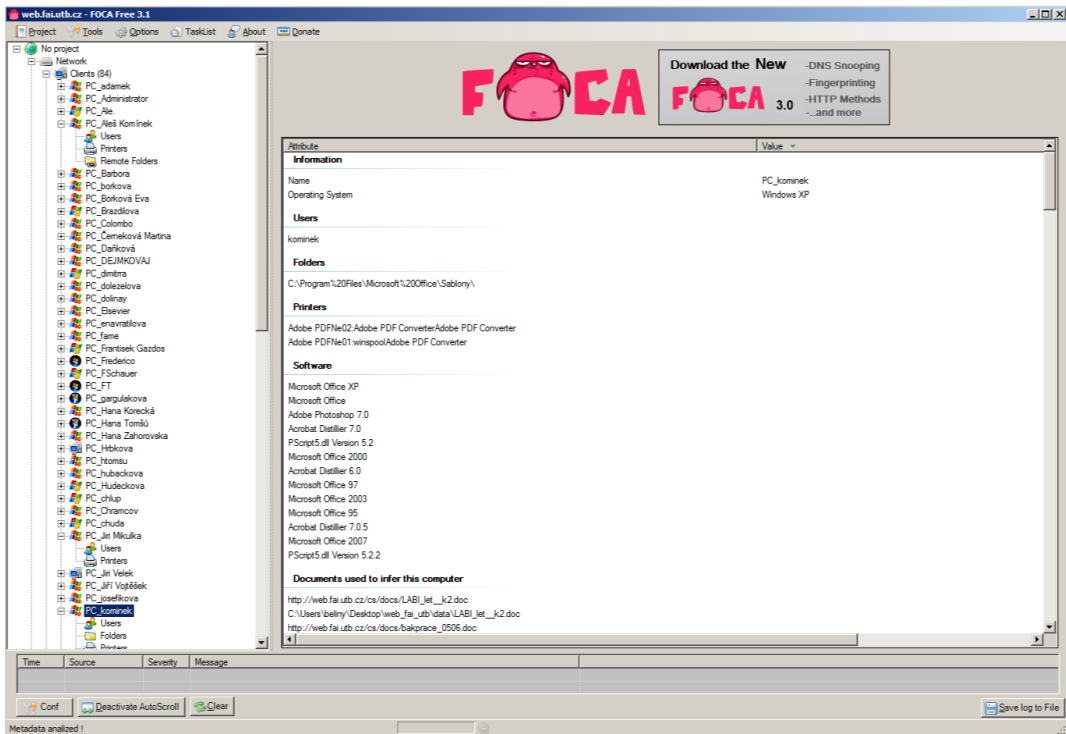 web.fai.utb.cz - FOCA Free 3.1
Project Tools Options TaskList About Donate
No project
Network
Clients (84)
PC_adamek
PC_Administrator
PC_Ale.
PC_Aleš Komínek
Users
Printers
Remote Folders
PC_Barbora
PC_borkova
PC_Borková Eva
PC_Brazdilova
PC_Colombo
PC_Černeková Martina
PC_Daňková
PC_DEJMKOVAJ
PC_dimitrra
PC_dolezelova
PC_dolinay
PC_Elsevier
PC_enavratilova
PC_fame
PC_Frantisek Gazdos
PC_Frederico
PC_FSchauer
PC_FT
PC_gargulakova
PC_Hana Korecká
PC_Hana Tomšů
PC_Hana Zahorovska
PC_Hrbkova
PC_htomsu
PC_hubackova
PC_Hudeckova
PC_chlup
PC_Chramcov
PC_chuda
PC_Jiri Mikulka
Users
Printers
PC_Jiri Velek
PC_Jiří Vojtěšek
PC_josefikova
PC_kominek
Users
Folders
Printers
FOCA
Download the New
FOCA 3.0
-DNS Snooping
-Fingerprinting
-HTTP Methods
-..and more
Attribute Value
Information
Name PC_kominek
Operating System Windows XP
Users
kominek
Folders
C:\Program%20Files\Microsoft%20Office\Sablony\
Printers
Adobe PDFNe02:Adobe PDF ConverterAdobe PDF Converter
Adobe PDFNe01:winspoolAdobe PDF Converter
Software
Microsoft Office XP
Microsoft Office
Adobe Photoshop 7.0
Acrobat Distiller 7.0
PScript5.dll Version 5.2
Microsoft Office 2000
Acrobat Distiller 6.0
Microsoft Office 97
Microsoft Office 2003
Microsoft Office 95
Acrobat Distiller 7.0.5
Microsoft Office 2007
PScript5.dll Version 5.2.2
Documents used to infer this computer
http://web.fai.utb.cz/cs/docs/LABI_let__k2.doc
C:\Users\beliny\Desktop\web_fai_utb\data\LABI_let__k2.doc
http://web.fai.utb.cz/cs/docs/bakprace_0506.doc
Time Source Severity Message
Conf Deactivate AutoScroll Clear Save log to File
Metadata analized !